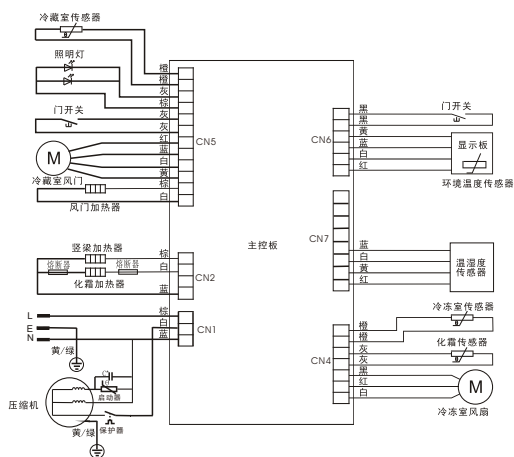 冷藏室传感器
照明灯
门开关
M
冷藏室风门
风门加热器
橙
橙
灰
棕
灰
灰
红
蓝
白
黄
棕
白
CN5
竖梁加热器
熔断器
熔断器
化霜加热器
棕
白
蓝
CN2
L
E
N
黄/绿
棕
白
蓝
CN1
压缩机
启动器
保护器
黄/绿
主控板
黑
黑
黄
蓝
白
红
CN6
门开关
显示板
环境温度传感器
CN7
蓝
白
黄
红
温湿度
传感器
冷冻室传感器
橙
橙
灰
灰
黑
红
白
CN4
化霜传感器
M
冷冻室风扇